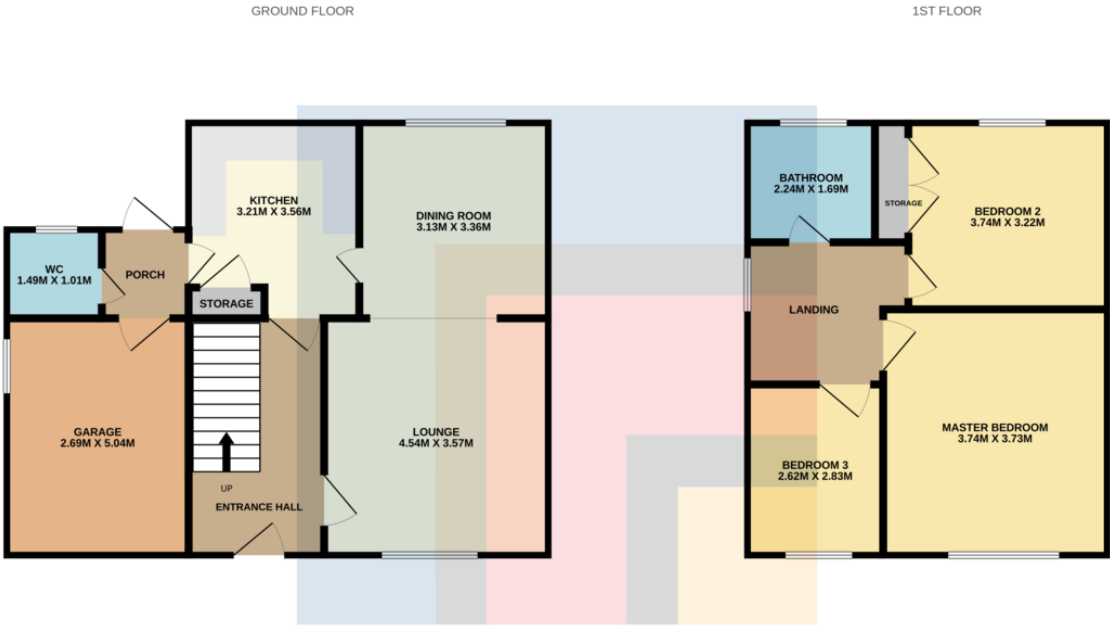 GROUND FLOOR
1ST FLOOR
KITCHEN
3.21M X 3.56M
DINING ROOM
3.13M X 3.36M
WC
1.49M X 1.01M
PORCH
STORAGE
GARAGE
2.69M X 5.04M
LOUNGE
4.54M X 3.57M
UP
ENTRANCE HALL
BATHROOM
2.24M X 1.69M
STORAGE
BEDROOM 2
3.74M X 3.22M
LANDING
MASTER BEDROOM
3.74M X 3.73M
BEDROOM 3
2.62M X 2.83M